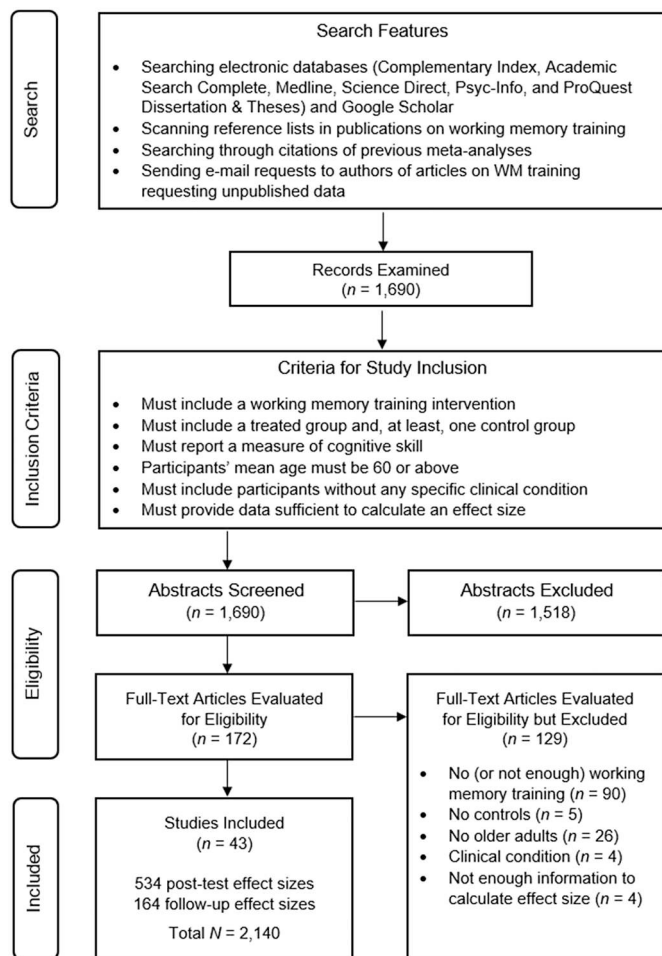 Search
Search Features
• Searching electronic databases (Complementary Index, Academic
Search Complete, Medline, Science Direct, Psyc-Info, and ProQuest
Dissertation & Theses) and Google Scholar
• Scanning reference lists in publications on working memory training
• Searching through citations of previous meta-analyses
• Sending e-mail requests to authors of articles on WM training
requesting unpublished data
Records Examined
(n = 1,690)
Inclusion Criteria
Criteria for Study Inclusion
• Must include a working memory training intervention
• Must include a treated group and, at least, one control group
• Must report a measure of cognitive skill
• Participants' mean age must be 60 or above
• Must include participants without any specific clinical condition
• Must provide data sufficient to calculate an effect size
Eligibility
Abstracts Screened
(n = 1,690)
Abstracts Excluded
(n = 1,518)
Full-Text Articles Evaluated
for Eligibility
(n = 172)
Full-Text Articles Evaluated
for Eligibility but Excluded
(n = 129)
• No (or not enough) working
memory training (n = 90)
• No controls (n = 5)
• No older adults (n = 26)
• Clinical condition (n = 4)
• Not enough information to
calculate effect size (n = 4)
Included
Studies Included
(n = 43)
534 post-test effect sizes
164 follow-up effect sizes
Total N = 2,140